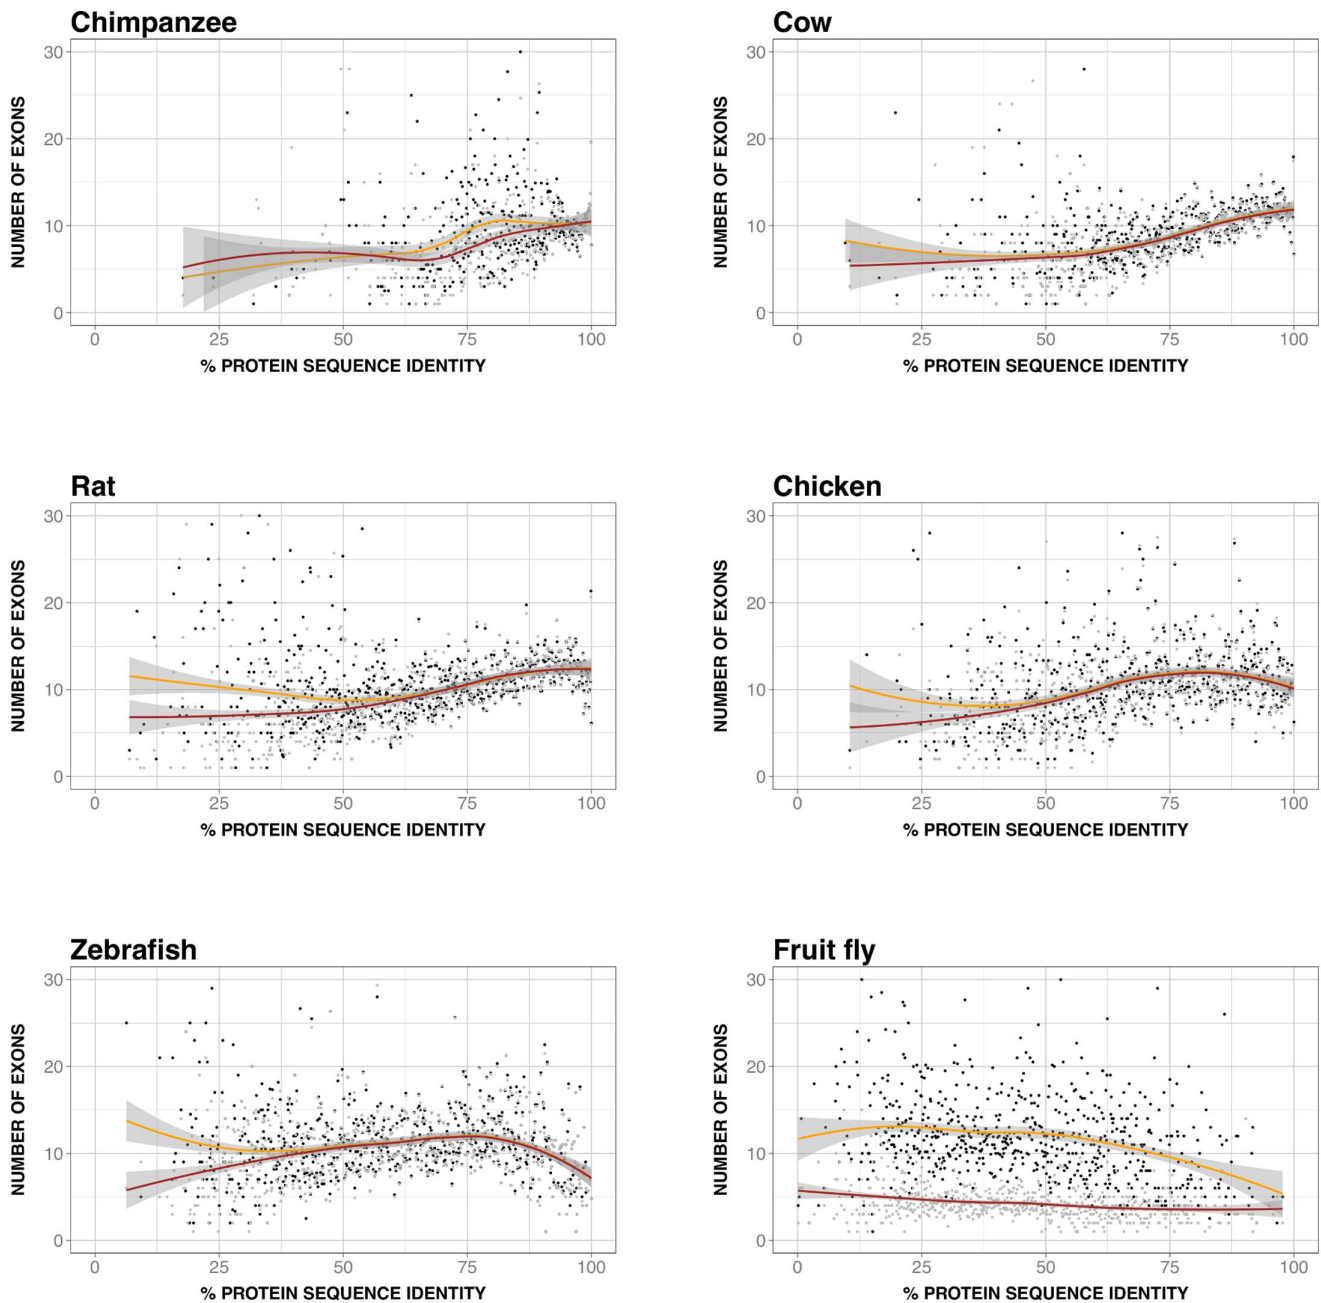 Chimpanzee
Cow
NUMBER OF EXONS
30
20
10
0
0 25 50 75 100
% PROTEIN SEQUENCE IDENTITY
NUMBER OF EXONS
30
20
10
0
0 25 50 75 100
% PROTEIN SEQUENCE IDENTITY
Rat
Chicken
NUMBER OF EXONS
30
20
10
0
0 25 50 75 100
% PROTEIN SEQUENCE IDENTITY
NUMBER OF EXONS
30
20
10
0
0 25 50 75 100
% PROTEIN SEQUENCE IDENTITY
Zebrafish
Fruit fly
NUMBER OF EXONS
30
20
10
0
0 25 50 75 100
% PROTEIN SEQUENCE IDENTITY
NUMBER OF EXONS
30
20
10
0
0 25 50 75 100
% PROTEIN SEQUENCE IDENTITY